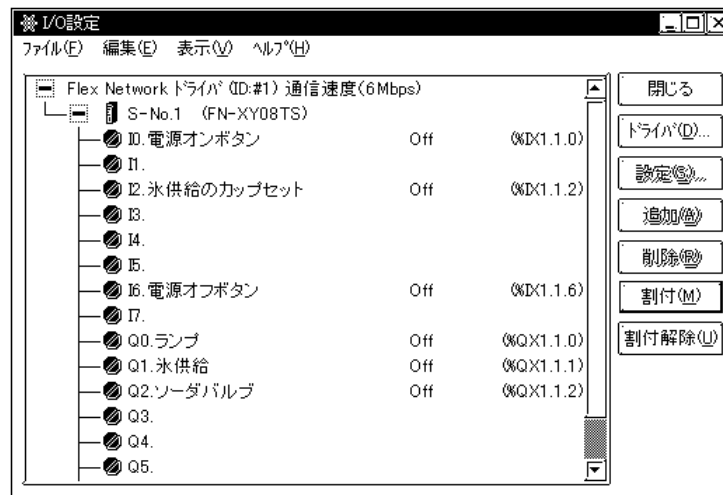 I/O設定
ファイル(F) 編集(E) 表示(V) ヘルプ(H)
Flex Network ドライバ (ID:#1) 通信速度(6Mbps)
S-No.1 (FN-XY08TS)
I0.電源オンボタン Off (%IX1.1.0)
I1.
I2.氷供給のカップセット Off (%IX1.1.2)
I3.
I4.
I5.
I6.電源オフボタン Off (%IX1.1.6)
I7.
Q0.ランプ Off (%QX1.1.0)
Q1.氷供給 Off (%QX1.1.1)
Q2.ソーダバルブ Off (%QX1.1.2)
Q3.
Q4.
Q5.
閉じる
ドライバ(D)...
設定(S)...
追加(A)
削除(R)
割付(M)
割付解除(U)